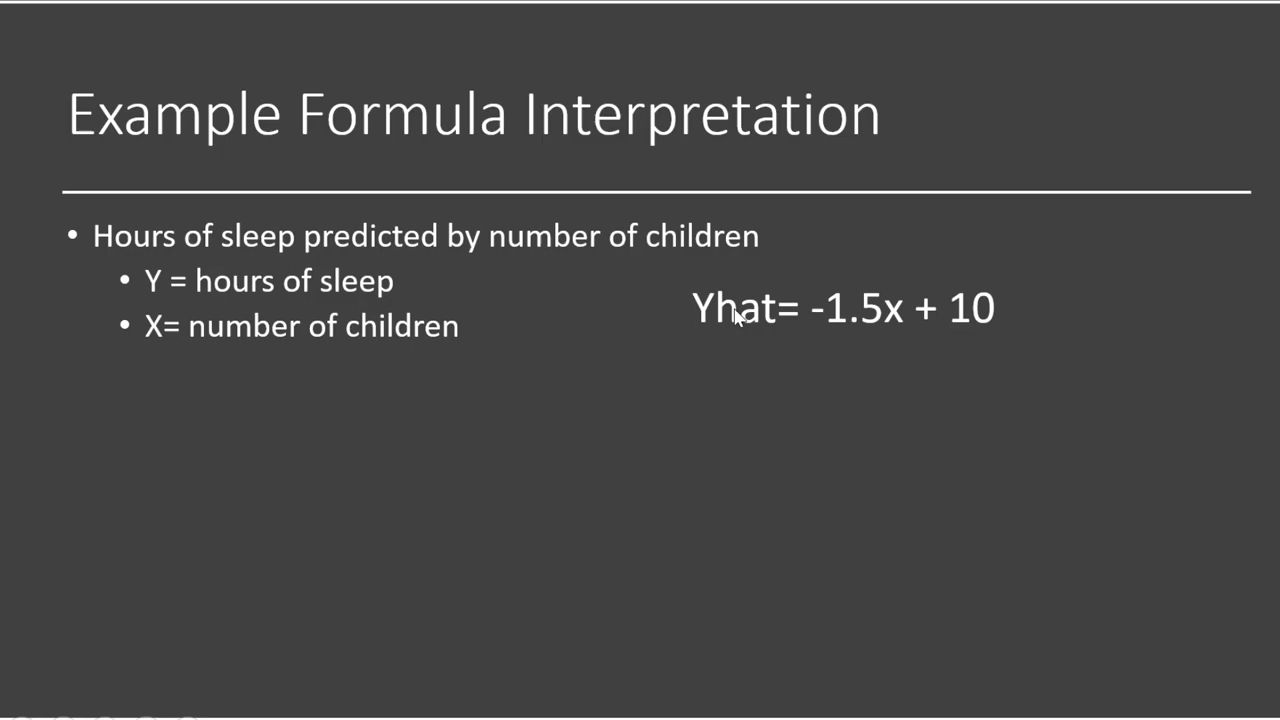 Example Formula Interpretation
• Hours of sleep predicted by number of children
• Y = hours of sleep
• X= number of children
Yhat= -1.5x + 10